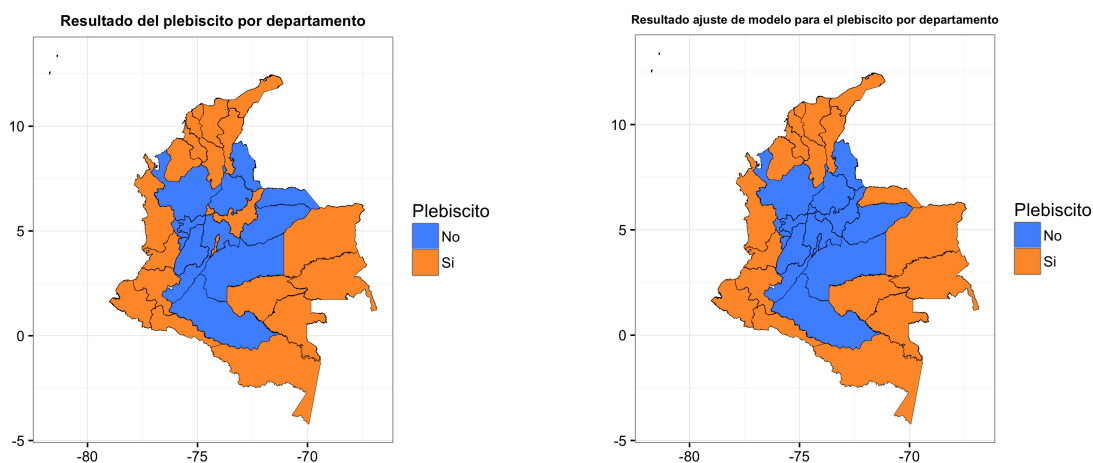 Resultado del plebiscito por departamento
10
5
0
-5
-80
-75
-70
Plebiscito
No
Si
Resultado ajuste de modelo para el plebiscito por departamento
10
5
0
-5
-80
-75
-70
Plebiscito
No
Si